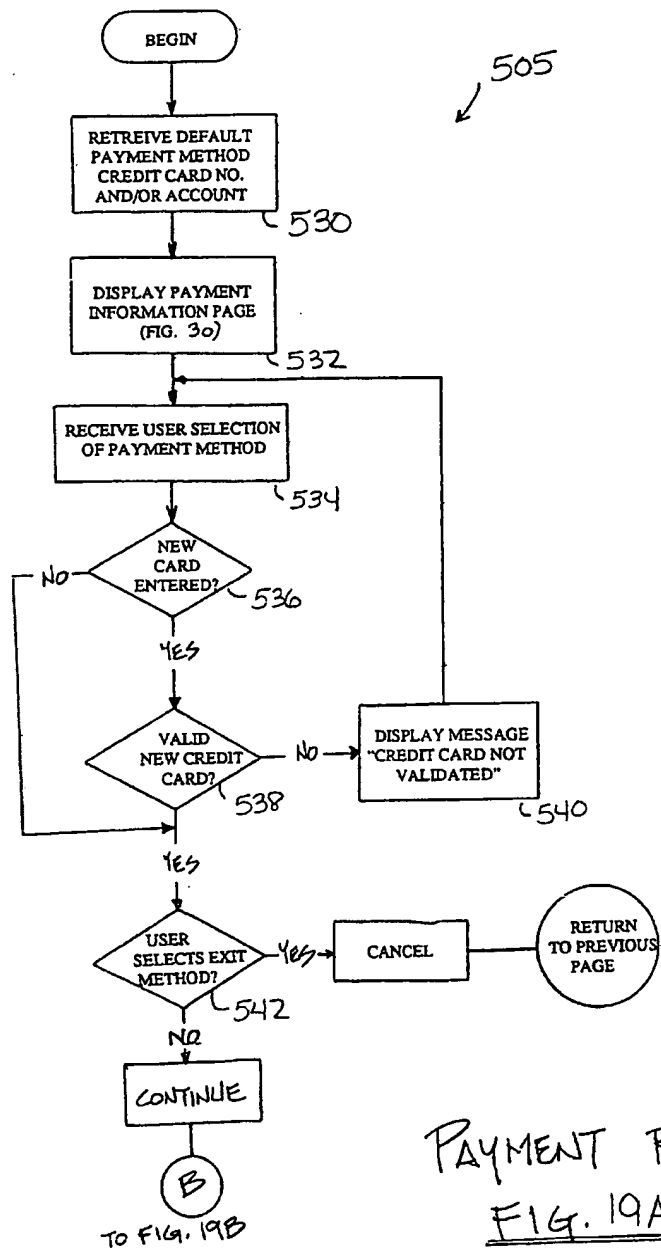 BEGIN
505
RETREIVE DEFAULT
PAYMENT METHOD
CREDIT CARD NO.
AND/OR ACCOUNT
530
DISPLAY PAYMENT
INFORMATION PAGE
(FIG. 30)
532
RECEIVE USER SELECTION
OF PAYMENT METHOD
534
NEW
CARD
ENTERED?
NO
536
YES
VALID
NEW CREDIT
CARD?
538
NO
DISPLAY MESSAGE
"CREDIT CARD NOT
VALIDATED"
540
YES
USER
SELECTS EXIT
METHOD?
542
YES
CANCEL
RETURN
TO PREVIOUS
PAGE
NO
CONTINUE
B
TO FIG. 19B
PAYMENT
FIG. 19A